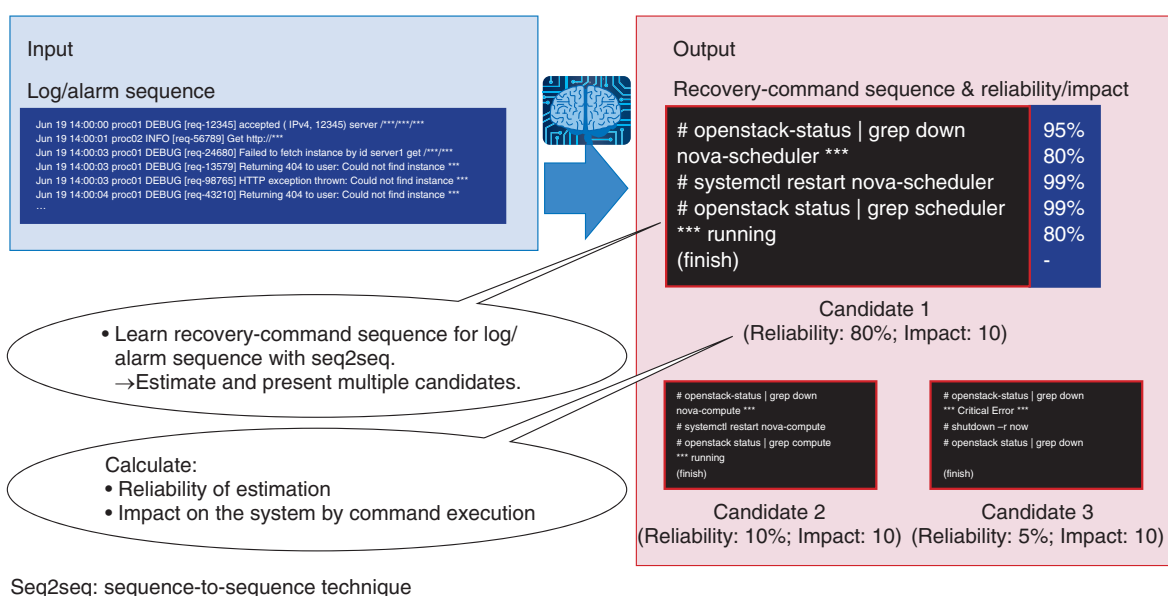 Input
Log/alarm sequence
Jun 19 14:00:00 proc01 DEBUG [req-12345] accepted ( IPv4, 12345) server /***/***/***
Jun 19 14:00:01 proc02 INFO [req-56789] Get http://***
Jun 19 14:00:03 proc01 DEBUG [req-24680] Failed to fetch instance by id server1 get /***/***
Jun 19 14:00:03 proc01 DEBUG [req-13579] Returning 404 to user: Could not find instance ***
Jun 19 14:00:03 proc01 DEBUG [req-98765] HTTP exception thrown: Could not find instance ***
Jun 19 14:00:04 proc01 DEBUG [req-43210] Returning 404 to user: Could not find instance ***
…
Output
Recovery-command sequence & reliability/impact
# openstack-status | grep down 95%
nova-scheduler *** 80%
# systemctl restart nova-scheduler 99%
# openstack status | grep scheduler 99%
*** running 80%
(finish) -
Candidate 1
(Reliability: 80%; Impact: 10)
• Learn recovery-command sequence for log/
alarm sequence with seq2seq.
→Estimate and present multiple candidates.
Calculate:
• Reliability of estimation
• Impact on the system by command execution
# openstack-status | grep down
nova-compute ***
# systemctl restart nova-compute
# openstack status | grep compute
*** running
(finish)
Candidate 2
(Reliability: 10%; Impact: 10)
# openstack-status | grep down
*** Critical Error ***
# shutdown –r now
# openstack status | grep down
(finish)
Candidate 3
(Reliability: 5%; Impact: 10)
Seq2seq: sequence-to-sequence technique